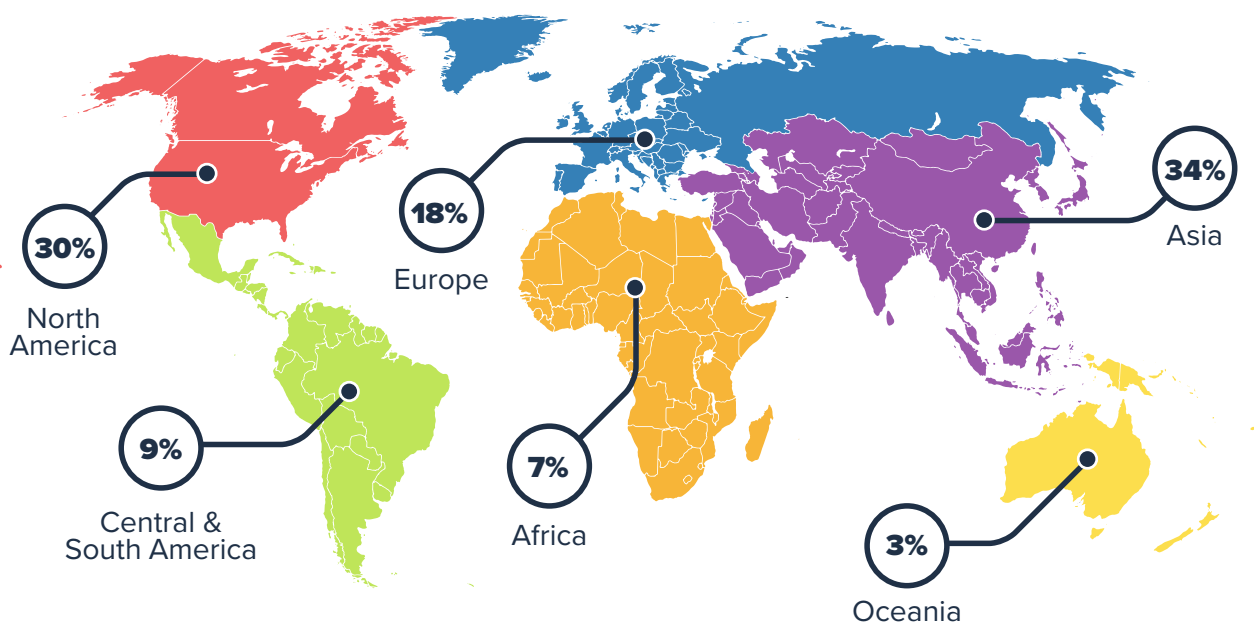 30%
North
America
18%
Europe
34%
Asia
9%
Central &
South America
7%
Africa
3%
Oceania